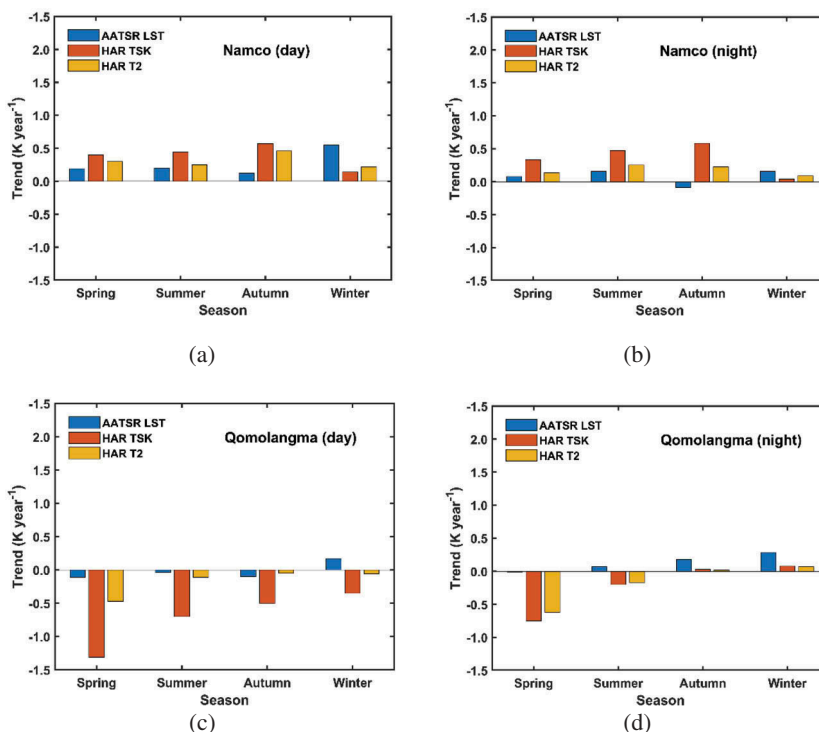 -1.5
2.0
1.5
1.0
0.5
0.0
-0.5
-1.0
-1.5
Trend (K year⁻¹)
AATSR LST
HAR TSK
HAR T2
Namco (day)
Spring Summer Autumn Winter
Season
(a)
-1.5
2.0
1.5
1.0
0.5
0.0
-0.5
-1.0
-1.5
Trend (K year⁻¹)
AATSR LST
HAR TSK
HAR T2
Namco (night)
Spring Summer Autumn Winter
Season
(b)
-1.5
2.0
1.5
1.0
0.5
0.0
-0.5
-1.0
-1.5
Trend (K year⁻¹)
AATSR LST
HAR TSK
HAR T2
Qomolangma (day)
Spring Summer Autumn Winter
Season
(c)
-1.5
2.0
1.5
1.0
0.5
0.0
-0.5
-1.0
-1.5
Trend (K year⁻¹)
AATSR LST
HAR TSK
HAR T2
Qomolangma (night)
Spring Summer Autumn Winter
Season
(d)